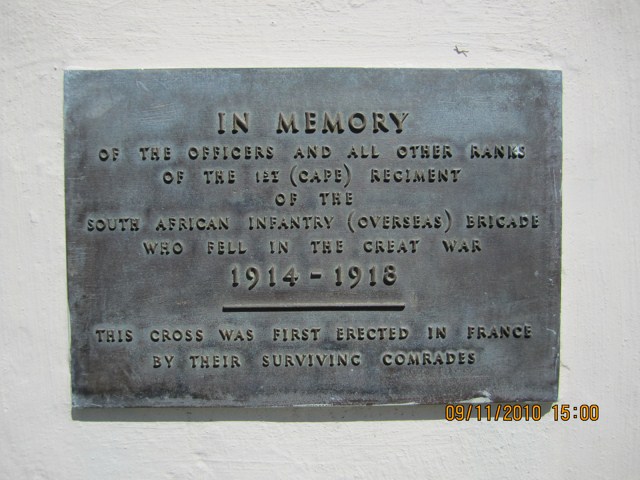 IN MEMORY
OF THE OFFICERS AND ALL OTHER RANKS
OF THE 1ST (CAPE) REGIMENT
OF THE
SOUTH AFRICAN INFANTRY (OVERSEAS) BRIGADE
WHO FELL IN THE GREAT WAR
1914 - 1918
THIS CROSS WAS FIRST ERECTED IN FRANCE
BY THEIR SURVIVING COMRADES
09/11/2010 15:00